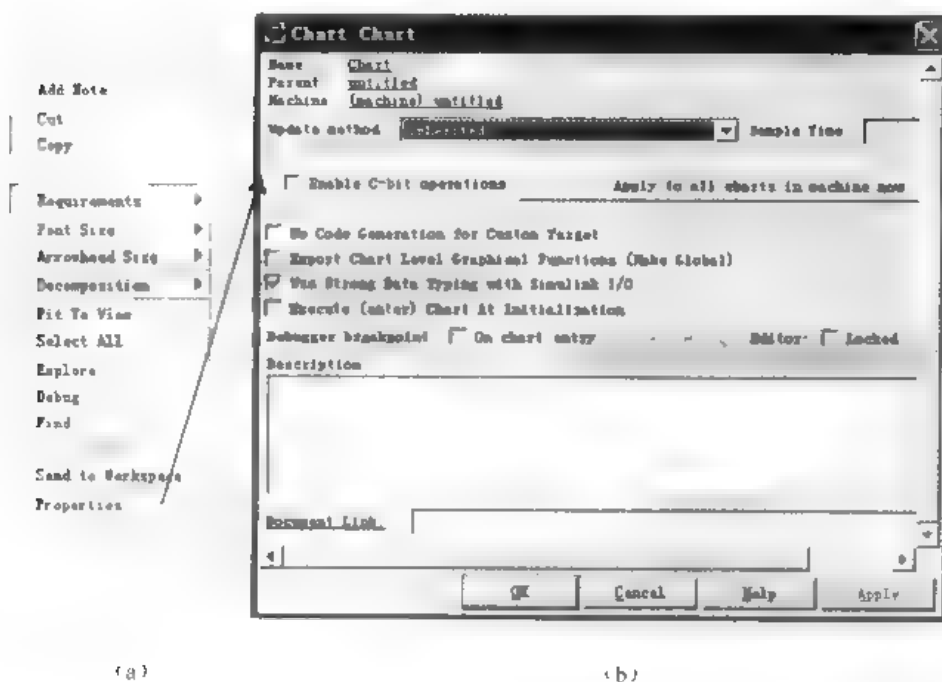 Add Note
Cut
Copy
Requirements
Font Size
Arrowhead Size
Decomposition
Fit To View
Select All
Explore
Debug
Find
Send to Workspace
Properties
(a)
Chart Chart
Name Chart
Parent untitled
Machine (machine) untitled
Update method Inherited Sample Time
Enable C-bit operations Apply to all charts in machine now
No Code Generation for Custom Target
Export Chart Level Graphical Functions (Make Global)
Use Strong Data Typing with Simulink I/O
Execute (enter) Chart At Initialization
Debugger breakpoint On chart entry Editor Locked
Description
Document Link
OK Cancel Help Apply
(b)